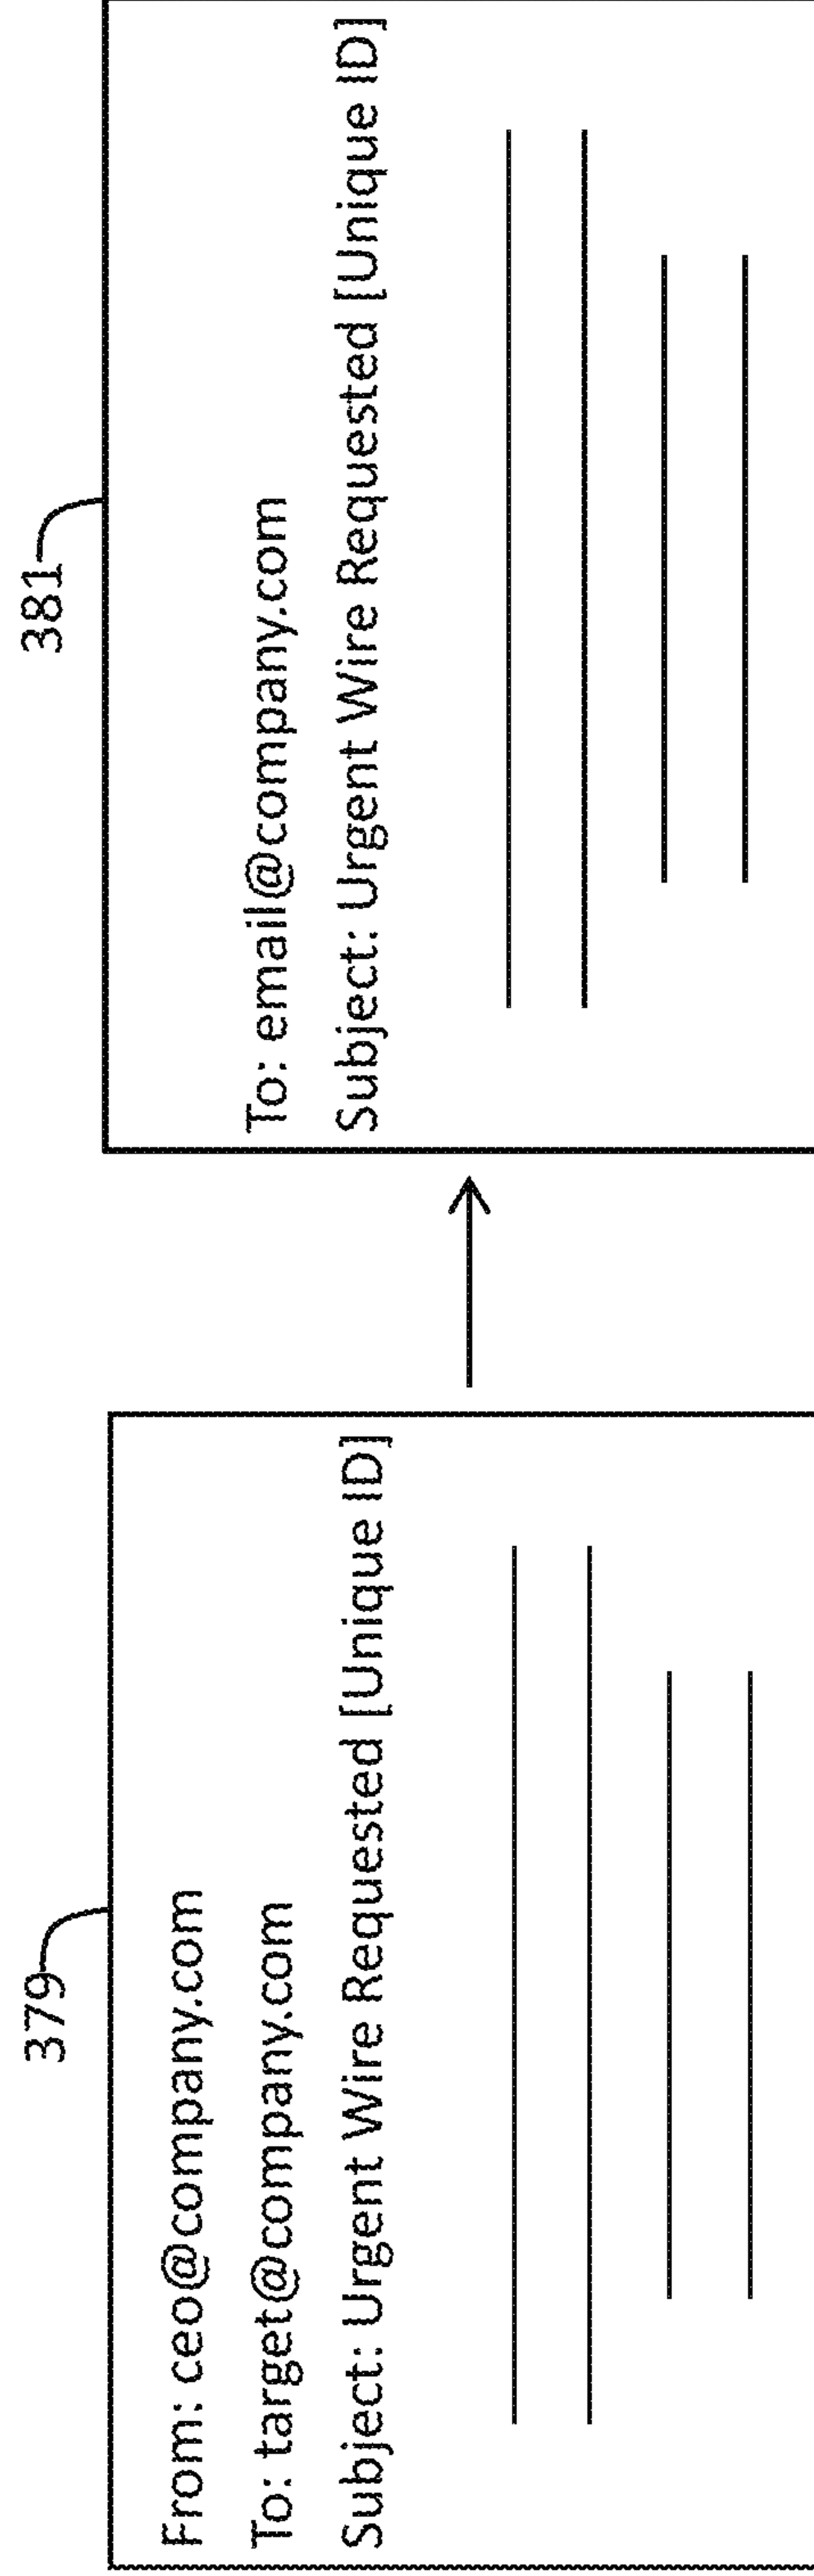 379
From: ceo@company.com
To: target@company.com
Subject: Urgent Wire Requested [Unique ID]
381
To: email@company.com
Subject: Urgent Wire Requested [Unique ID]